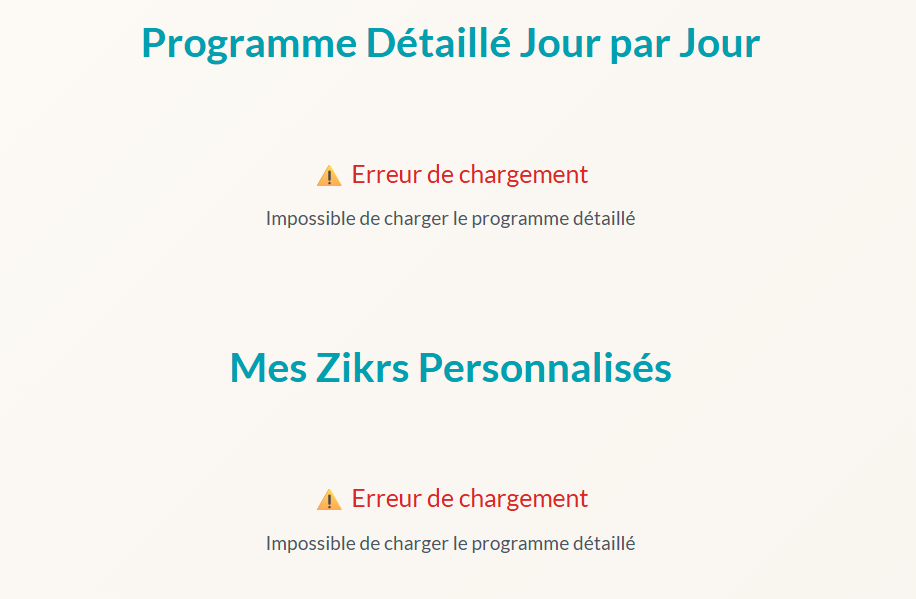 Programme Détaillé Jour par Jour
⚠️ Erreur de chargement
Impossible de charger le programme détaillé
Mes Zikrs Personnalisés
⚠️ Erreur de chargement
Impossible de charger le programme détaillé